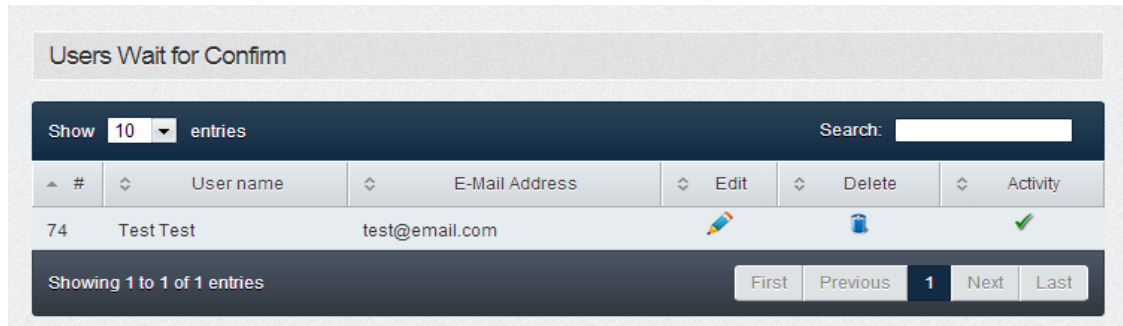 Users Wait for Confirm
Show 10 entries Search:
# User name E-Mail Address Edit Delete Activity
74 Test Test test@email.com
Showing 1 to 1 of 1 entries First Previous 1 Next Last